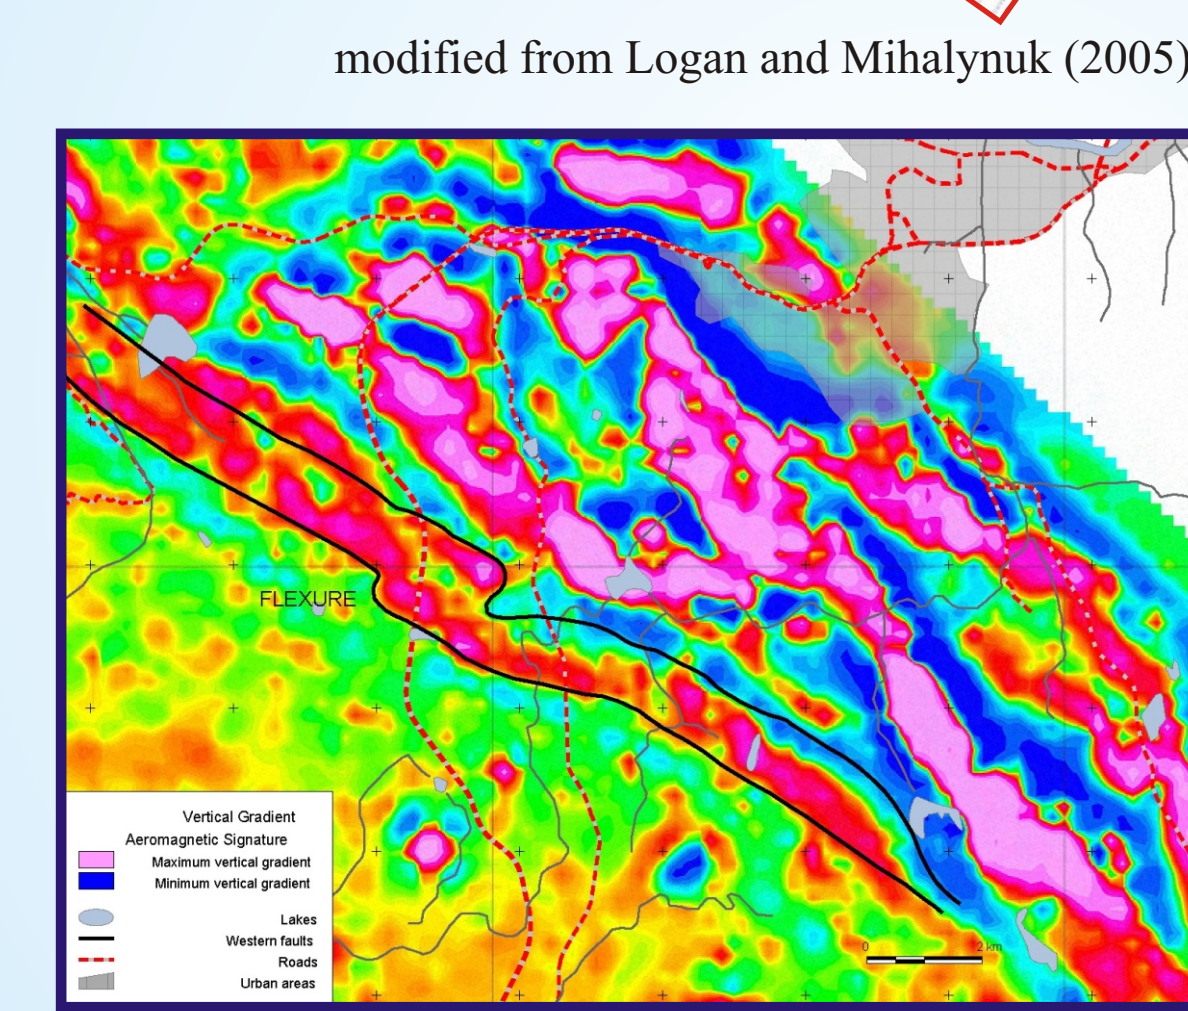 modified from Logan and Mihalynuk (2005)
FLEXURE
Vertical Gradient
Aeromagnetic Signature
Maximum vertical gradient
Minimum vertical gradient
Lakes
Western faults
Roads
Urban areas
0 2 km